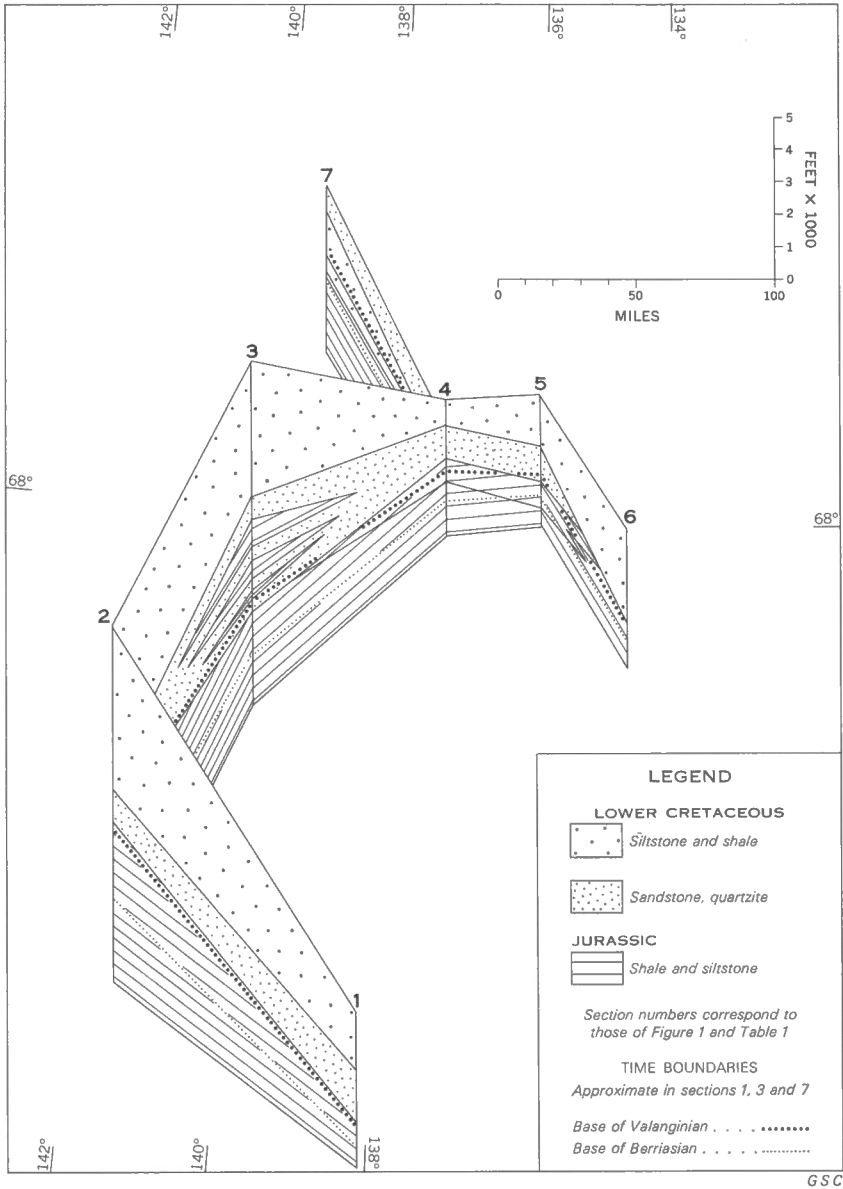 142°
140°
138°
136°
134°
5
4
3
2
1
0
FEET X 1000
0
50
100
MILES
7
3
4
5
68°
68°
6
2
1
LEGEND
LOWER CRETACEOUS
Siltstone and shale
Sandstone, quartzite
JURASSIC
Shale and siltstone
Section numbers correspond to
those of Figure 1 and Table 1
TIME BOUNDARIES
Approximate in sections 1, 3 and 7
Base of Valanginian . . . .
Base of Berriasian . . . . .
142°
140°
138°
GSC